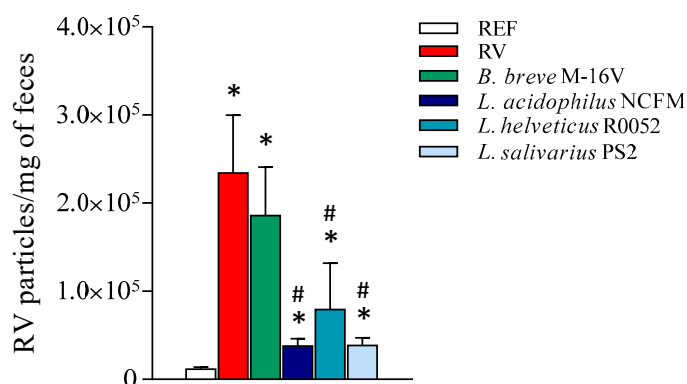 RV particles/mg of feces
4.0×10⁵
3.0×10⁵
2.0×10⁵
1.0×10⁵
0
*
*
#
*
#
*
#
*
REF
RV
B. breve M-16V
L. acidophilus NCFM
L. helveticus R0052
L. salivarius PS2